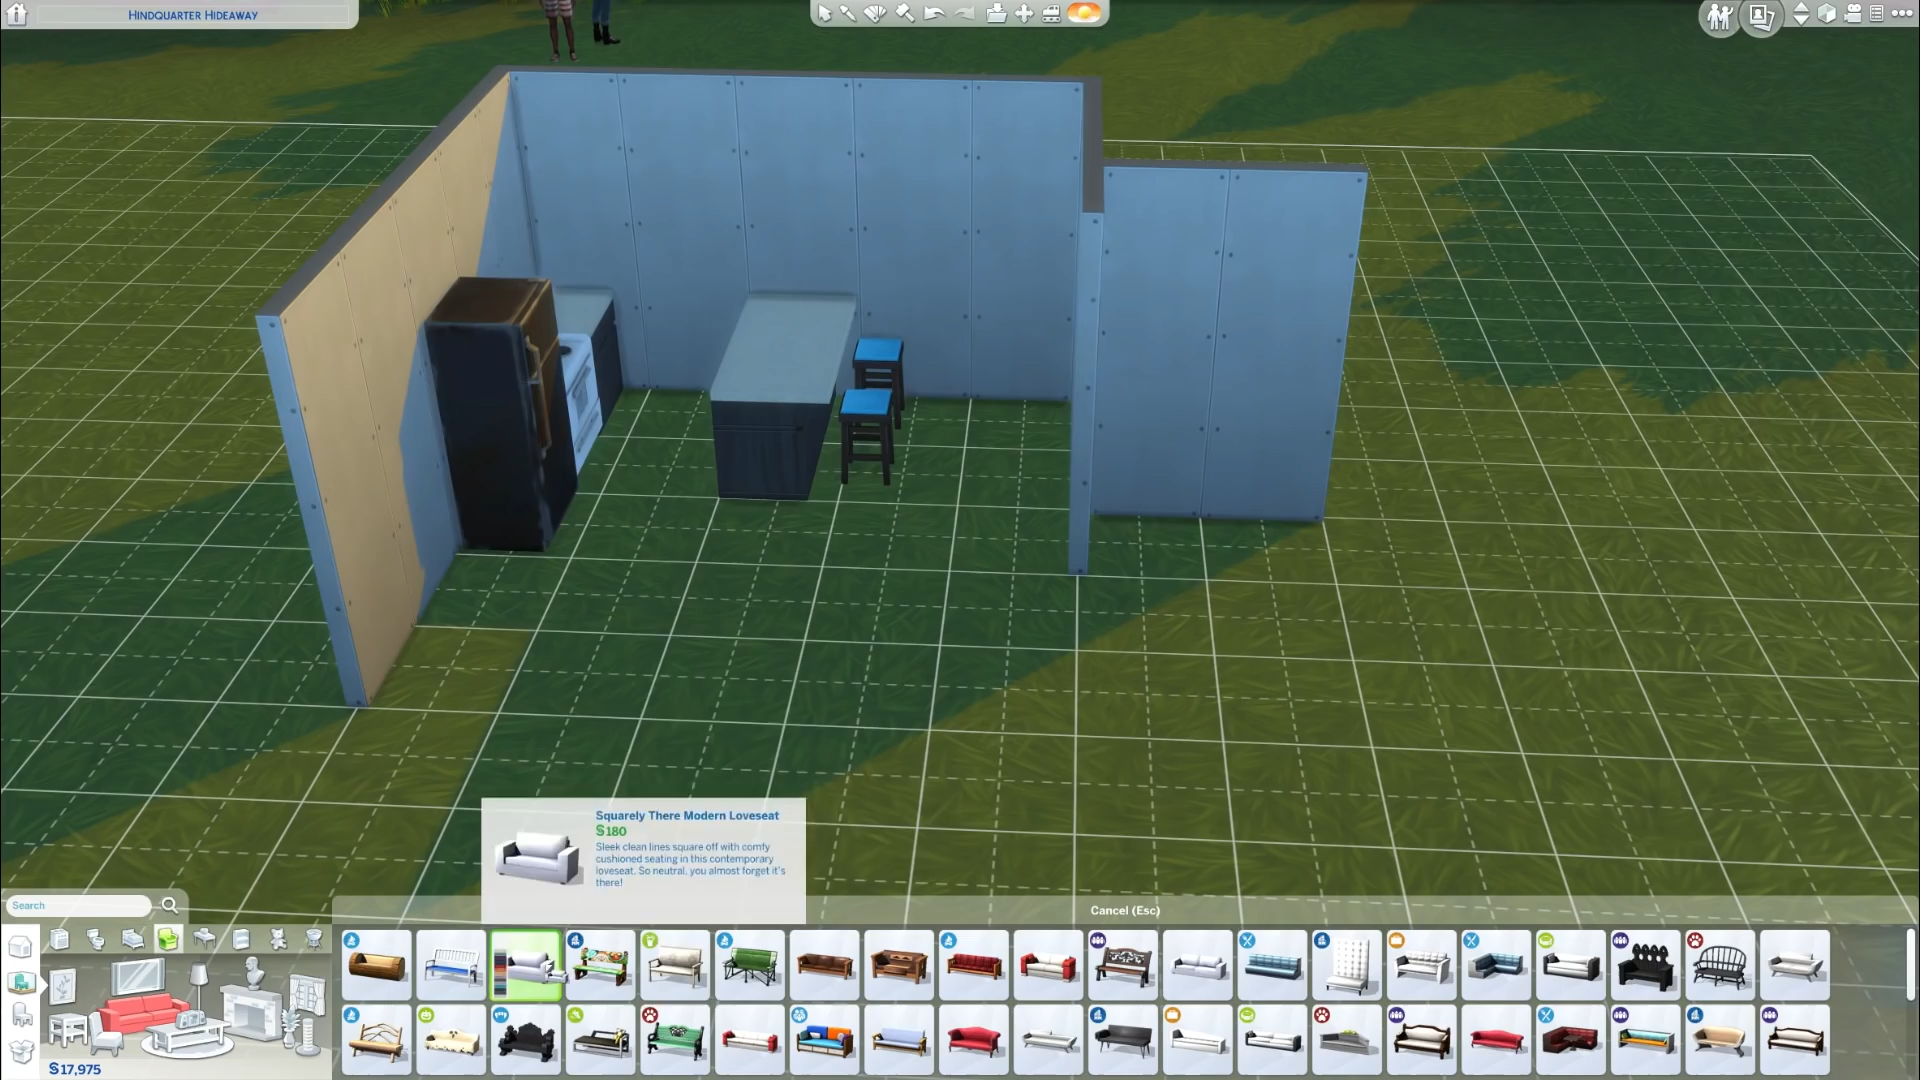 Hindquarter Hideaway
Squarely There Modern Loveseat
§180
Sleek clean lines square off with comfy
cushioned seating in this contemporary
loveseat. So neutral, you almost forget it's
there!
Search
Cancel (Esc)
§17,975